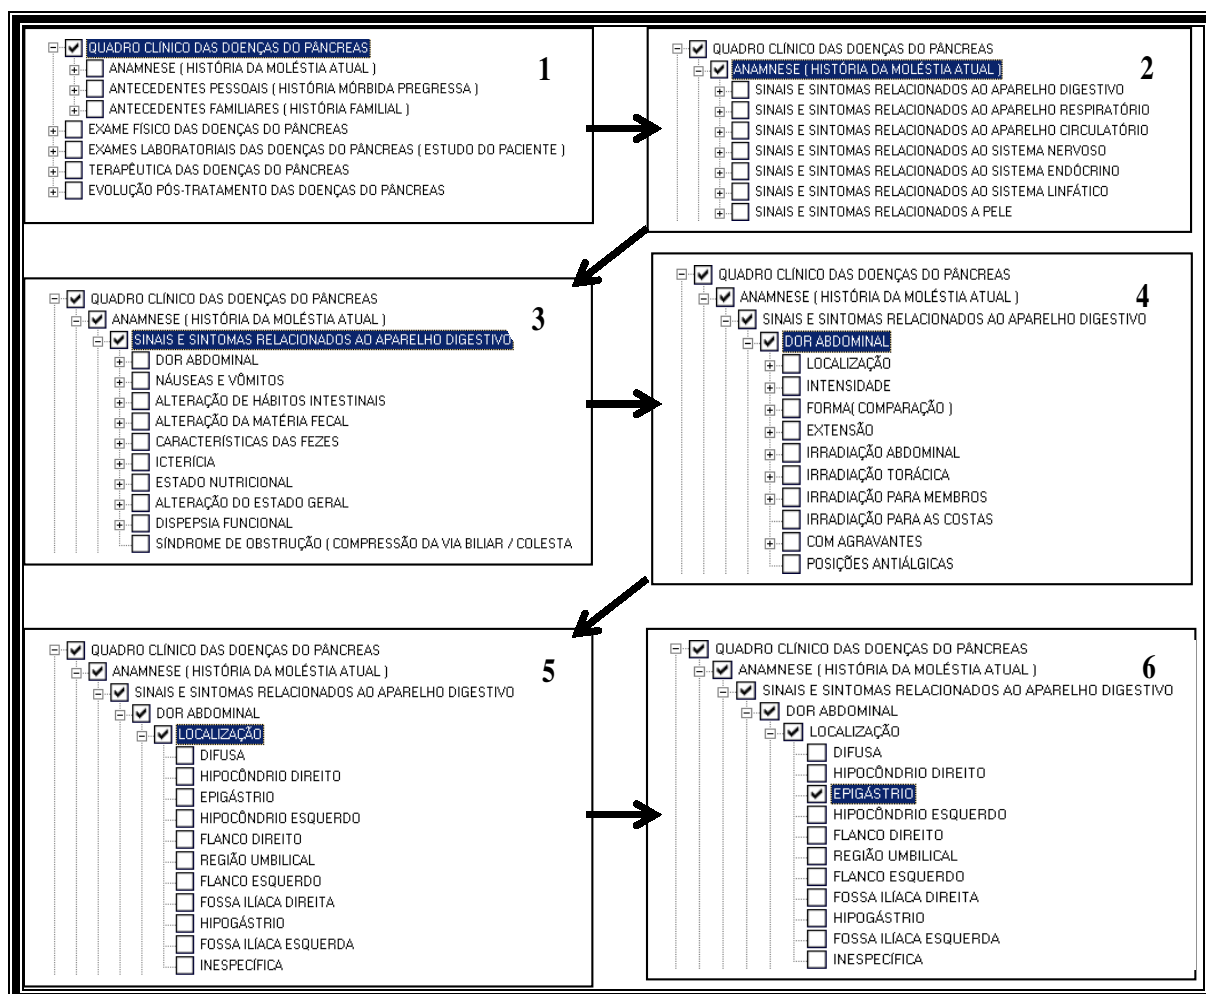 QUADRO CLÍNICO DAS DOENÇAS DO PÂNCREAS
ANAMNESE ( HISTÓRIA DA MOLÉSTIA ATUAL )
ANTECEDENTES PESSOAIS ( HISTÓRIA MÓRBIDA PREGRESSA )
ANTECEDENTES FAMILIARES ( HISTÓRIA FAMILIAL )
EXAME FÍSICO DAS DOENÇAS DO PÂNCREAS
EXAMES LABORATORIAIS DAS DOENÇAS DO PÂNCREAS ( ESTUDO DO PACIENTE )
TERAPÊUTICA DAS DOENÇAS DO PÂNCREAS
EVOLUÇÃO PÓS-TRATAMENTO DAS DOENÇAS DO PÂNCREAS
1
QUADRO CLÍNICO DAS DOENÇAS DO PÂNCREAS
ANAMNESE ( HISTÓRIA DA MOLÉSTIA ATUAL )
SINAIS E SINTOMAS RELACIONADOS AO APARELHO DIGESTIVO
SINAIS E SINTOMAS RELACIONADOS AO APARELHO RESPIRATÓRIO
SINAIS E SINTOMAS RELACIONADOS AO APARELHO CIRCULATÓRIO
SINAIS E SINTOMAS RELACIONADOS AO SISTEMA NERVOSO
SINAIS E SINTOMAS RELACIONADOS AO SISTEMA ENDÓCRINO
SINAIS E SINTOMAS RELACIONADOS AO SISTEMA LINFÁTICO
SINAIS E SINTOMAS RELACIONADOS A PELE
2
QUADRO CLÍNICO DAS DOENÇAS DO PÂNCREAS
ANAMNESE ( HISTÓRIA DA MOLÉSTIA ATUAL )
SINAIS E SINTOMAS RELACIONADOS AO APARELHO DIGESTIVO
DOR ABDOMINAL
NÁUSEAS E VÔMITOS
ALTERAÇÃO DE HÁBITOS INTESTINAIS
ALTERAÇÃO DA MATÉRIA FECAL
CARACTERÍSTICAS DAS FEZES
ICTERÍCIA
ESTADO NUTRICIONAL
ALTERAÇÃO DO ESTADO GERAL
DISPEPSIA FUNCIONAL
SÍNDROME DE OBSTRUÇÃO ( COMPRESSÃO DA VIA BILIAR / COLESTA
3
QUADRO CLÍNICO DAS DOENÇAS DO PÂNCREAS
ANAMNESE ( HISTÓRIA DA MOLÉSTIA ATUAL )
SINAIS E SINTOMAS RELACIONADOS AO APARELHO DIGESTIVO
DOR ABDOMINAL
LOCALIZAÇÃO
INTENSIDADE
FORMA( COMPARAÇÃO )
EXTENSÃO
IRRADIAÇÃO ABDOMINAL
IRRADIAÇÃO TORÁCICA
IRRADIAÇÃO PARA MEMBROS
IRRADIAÇÃO PARA AS COSTAS
COM AGRAVANTES
POSIÇÕES ANTIÁLGICAS
4
QUADRO CLÍNICO DAS DOENÇAS DO PÂNCREAS
ANAMNESE ( HISTÓRIA DA MOLÉSTIA ATUAL )
SINAIS E SINTOMAS RELACIONADOS AO APARELHO DIGESTIVO
DOR ABDOMINAL
LOCALIZAÇÃO
DIFUSA
HIPOCÔNDRIO DIREITO
EPIGÁSTRIO
HIPOCÔNDRIO ESQUERDO
FLANCO DIREITO
REGIÃO UMBILICAL
FLANCO ESQUERDO
FOSSA ILÍACA DIREITA
HIPOGÁSTRIO
FOSSA ILÍACA ESQUERDA
INESPECÍFICA
5
QUADRO CLÍNICO DAS DOENÇAS DO PÂNCREAS
ANAMNESE ( HISTÓRIA DA MOLÉSTIA ATUAL )
SINAIS E SINTOMAS RELACIONADOS AO APARELHO DIGESTIVO
DOR ABDOMINAL
LOCALIZAÇÃO
DIFUSA
HIPOCÔNDRIO DIREITO
EPIGÁSTRIO
HIPOCÔNDRIO ESQUERDO
FLANCO DIREITO
REGIÃO UMBILICAL
FLANCO ESQUERDO
FOSSA ILÍACA DIREITA
HIPOGÁSTRIO
FOSSA ILÍACA ESQUERDA
INESPECÍFICA
6